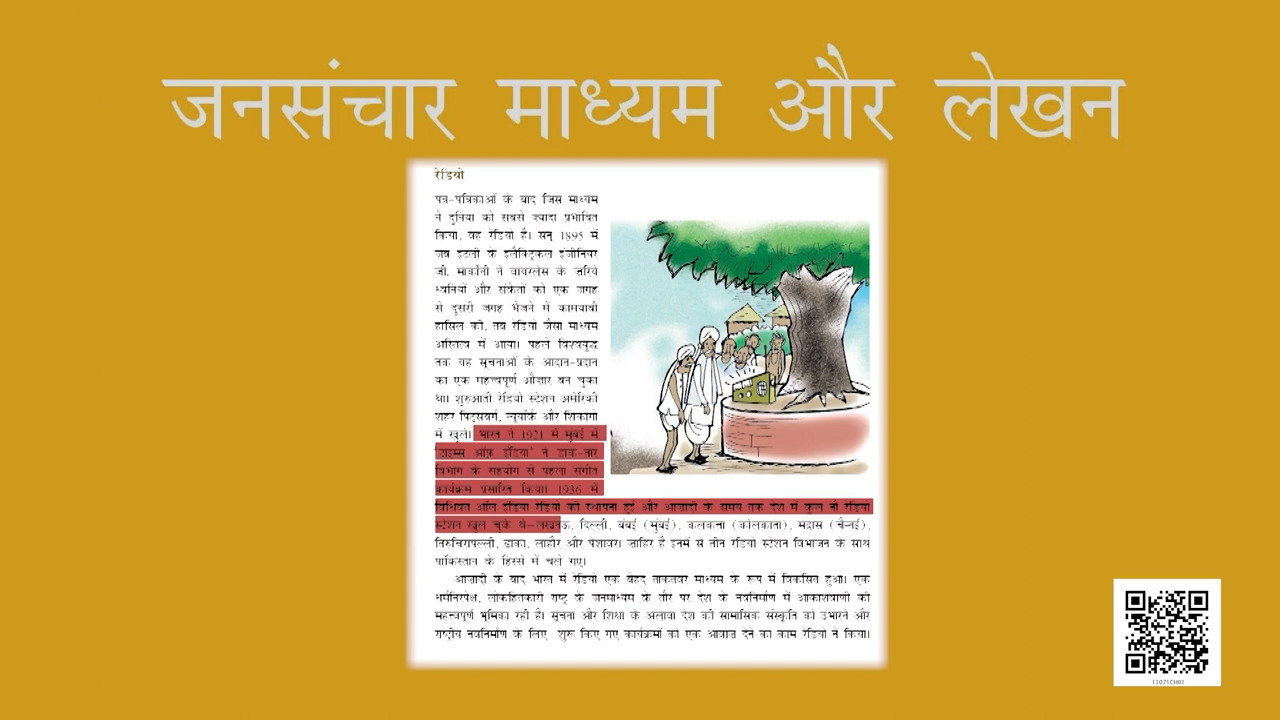 जनसंचार माध्यम और लेखन
रेडियो
पत्र-पत्रिकाओं के बाद जिस माध्यम
ने दुनिया को सबसे ज्यादा प्रभावित
किया, वह रेडियो है। सन् 1895 में
जब इटली के इलैक्ट्रिकल इंजीनियर
जी. मार्कोनी ने वायरलेस के ज़रिये
ध्वनियों और संकेतों को एक जगह
से दूसरी जगह भेजने में कामयाबी
हासिल की, तब रेडियो जैसा माध्यम
अस्तित्व में आया। पहले विश्वयुद्ध
तक यह सूचनाओं के आदान-प्रदान
का एक महत्त्वपूर्ण औज़ार बन चुका
था। शुरुआती रेडियो स्टेशन अमेरिकी
शहर पिट्सबर्ग, न्यूयॉर्क और शिकागो
में खुले। भारत ने 1921 में मुंबई में
'टाइम्स ऑफ़ इंडिया' ने डाक-तार
विभाग के सहयोग से पहला संगीत
कार्यक्रम प्रसारित किया। 1936 में
विधिवत ऑल इंडिया रेडियो की स्थापना हुई और आज़ादी के समय तक देश में कुल नौ रेडियो
स्टेशन खुल चुके थे–लखनऊ, दिल्ली, बंबई (मुंबई), कलकत्ता (कोलकाता), मद्रास (चैन्नई),
तिरुचिरापल्ली, ढाका, लाहौर और पेशावर। ज़ाहिर है इनमें से तीन रेडियो स्टेशन विभाजन के साथ
पाकिस्तान के हिस्से में चले गए।
आज़ादी के बाद भारत में रेडियो एक बेहद ताकतवर माध्यम के रूप में विकसित हुआ। एक
धर्मनिरपेक्ष, लोकहितकारी राष्ट्र के जनमाध्यम के तौर पर देश के नवनिर्माण में आकाशवाणी की
महत्त्वपूर्ण भूमिका रही है। सूचना और शिक्षा के अलावा देश की सामासिक संस्कृति को उभारने और
राष्ट्रीय नवनिर्माण के लिए शुरू किए गए कार्यक्रमों को एक आवाज़ देने का काम रेडियो ने किया।
11071CH01